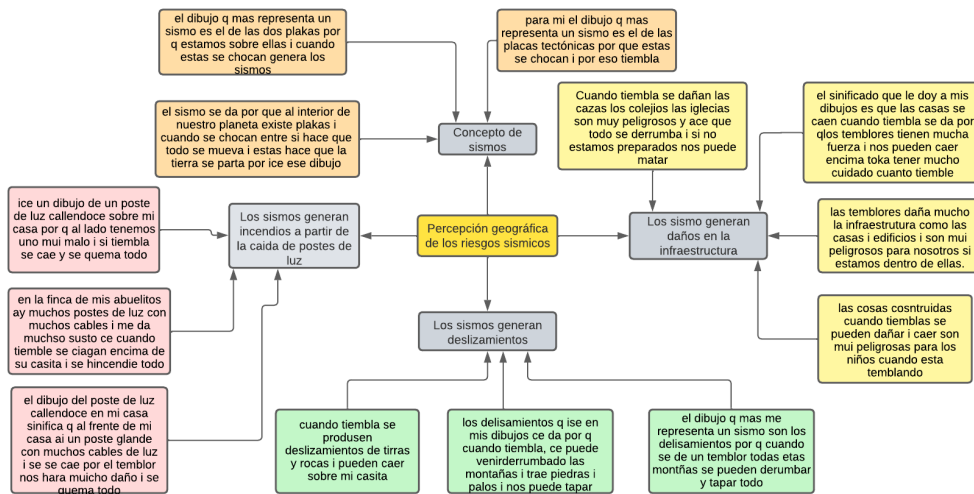 el dibujo q mas representa un
sismo es el de las dos plakas por
q estamos sobre ellas i cuando
estas se chocan genera los
sismos
para mi el dibujo q mas
representa un sismo es el de las
placas tectónicas por que estas
se chocan i por eso tiembla
el sismo se da por que al interior de
nuestro planeta existe plakas i
cuando se chocan entre si hace que
todo se mueva i estas hace que la
tierra se parta por ice ese dibujo
Concepto de
sismos
Cuando tiembla se dañan las
cazas los colejios las iglecias
son muy peligrosos y ace que
todo se derrumba i si no
estamos preparados nos puede
matar
el sinificado que le doy a mis
dibujos es que las casas se
caen cuando tiembla se da por
qlos temblores tienen mucha
fuerza i nos pueden caer
encima toka tener mucho
cuidado cuanto tiemble
ice un dibujo de un poste
de luz callendoce sobre mi
casa por q al lado tenemos
uno mui malo i si tiembla
se cae y se quema todo
Los sismos generan
incendios a partir de
la caida de postes de
luz
Percepción geográfica
de los riesgos sismicos
Los sismo generan
daños en la
infraestructura
las temblores daña mucho
la infraestrutura como las
casas i edificios i son mui
peligrosos para nosotros si
estamos dentro de ellas.
en la finca de mis abuelitos
ay muchos postes de luz con
muchos cables i me da
muchso susto ce cuando
tiemble se ciagan encima de
su casita i se hincendie todo
Los sismos generan
deslizamientos
las cosas costruidas
cuando tiemblas se
pueden dañar i caer son
mui peligrosas para los
niños cuando esta
temblando
el dibujo del poste de luz
callendoce en mi casa
sinifica q al frente de mi
casa ai un poste glande
con muchos cables de luz
i se se cae por el temblor
nos hara muicho daño i se
quema todo
cuando tiembla se
produsen
deslizamientos de tirras
y rocas i pueden caer
sobre mi casita
los delisamientos q ise en
mis dibujos ce da por q
cuando tiembla, ce puede
venirderrumbado las
montañas i trae piedras i
palos i nos puede tapar
el dibujo q mas me
representa un sismo son los
delisamientos por q cuando
se de un temblor todas etas
montñas se pueden derumbar
y tapar todo